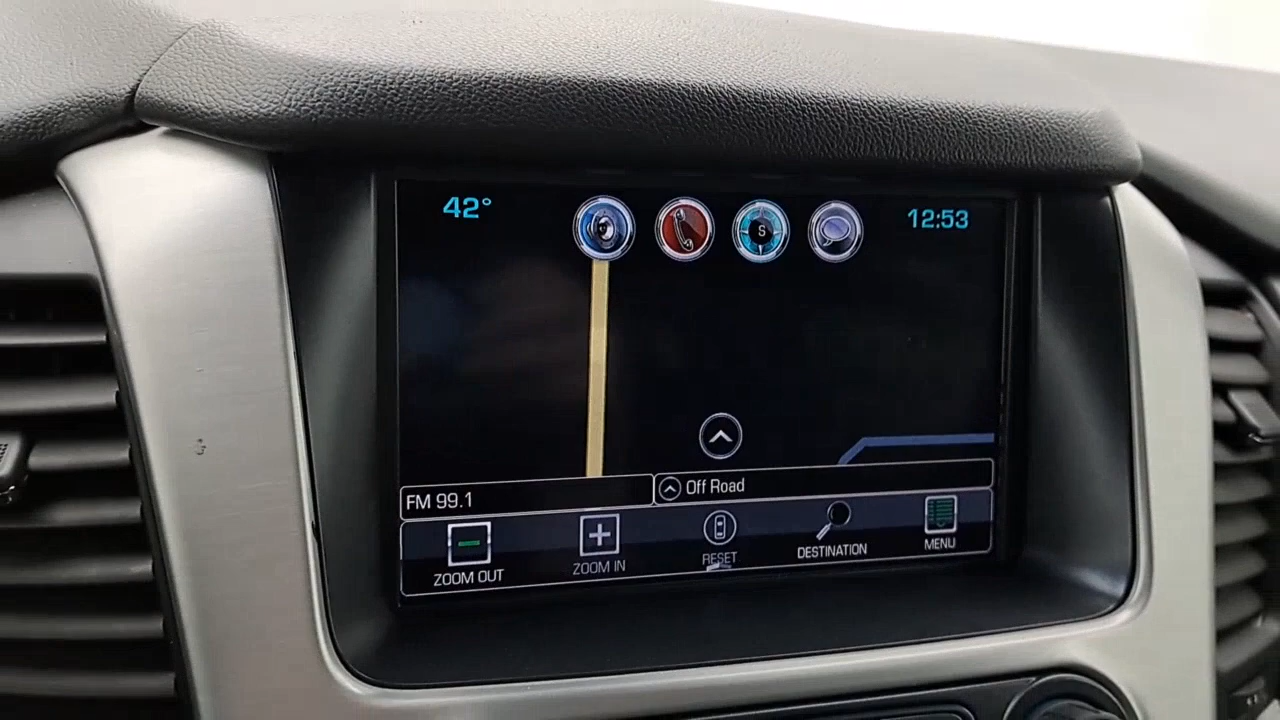 42°
S
12:53
FM 99.1
Off Road
ZOOM OUT
ZOOM IN
RESET
DESTINATION
MENU